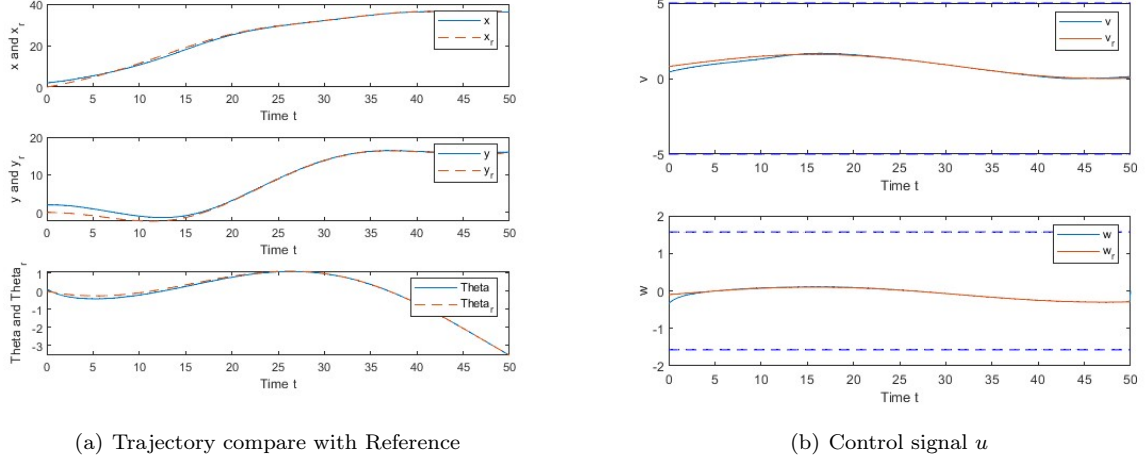 40
20
0
x and x_r
x
x_r
0 5 10 15 20 25 30 35 40 45 50
Time t
20
10
0
y and y_r
y
y_r
0 5 10 15 20 25 30 35 40 45 50
Time t
1
0
-1
-2
-3
Theta and Theta_r
Theta
Theta_r
0 5 10 15 20 25 30 35 40 45 50
Time t
(a) Trajectory compare with Reference
5
0
-5
v
v
v_r
0 5 10 15 20 25 30 35 40 45 50
Time t
2
1
0
-1
-2
w
w
w_r
0 5 10 15 20 25 30 35 40 45 50
Time t
(b) Control signal u